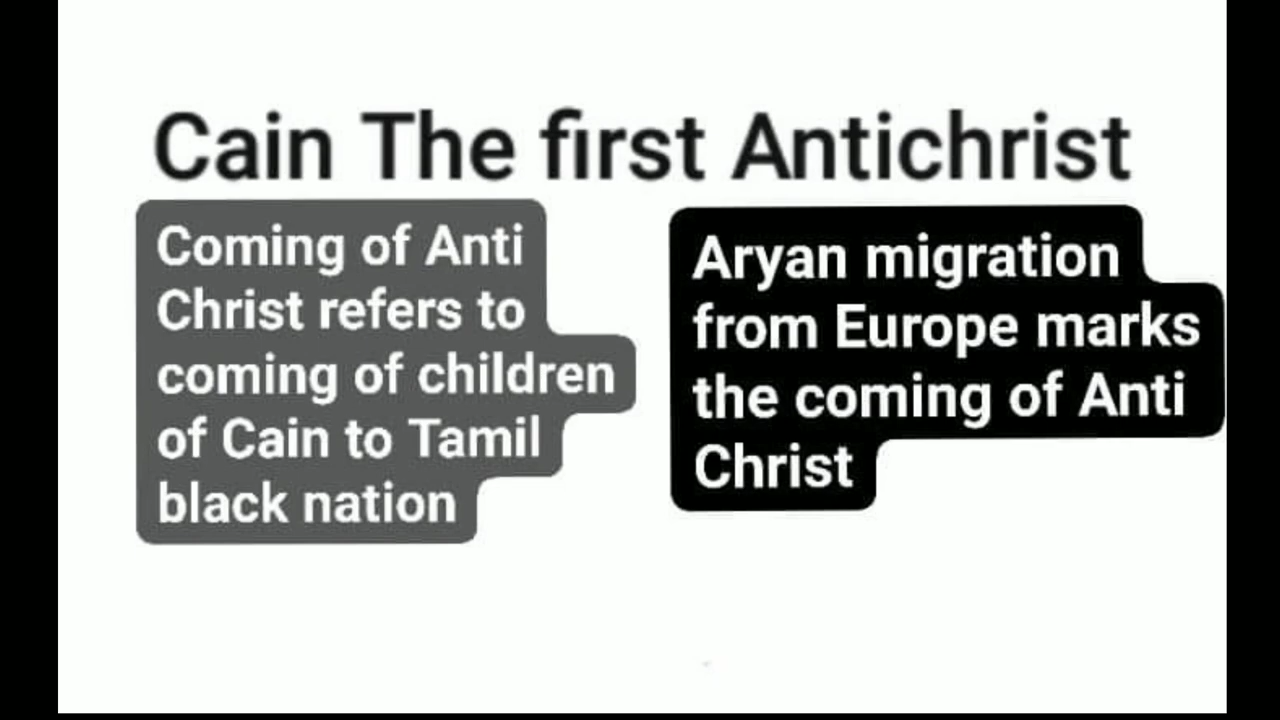 Cain The first Antichrist
Coming of Anti
Christ refers to
coming of children
of Cain to Tamil
black nation
Aryan migration
from Europe marks
the coming of Anti
Christ